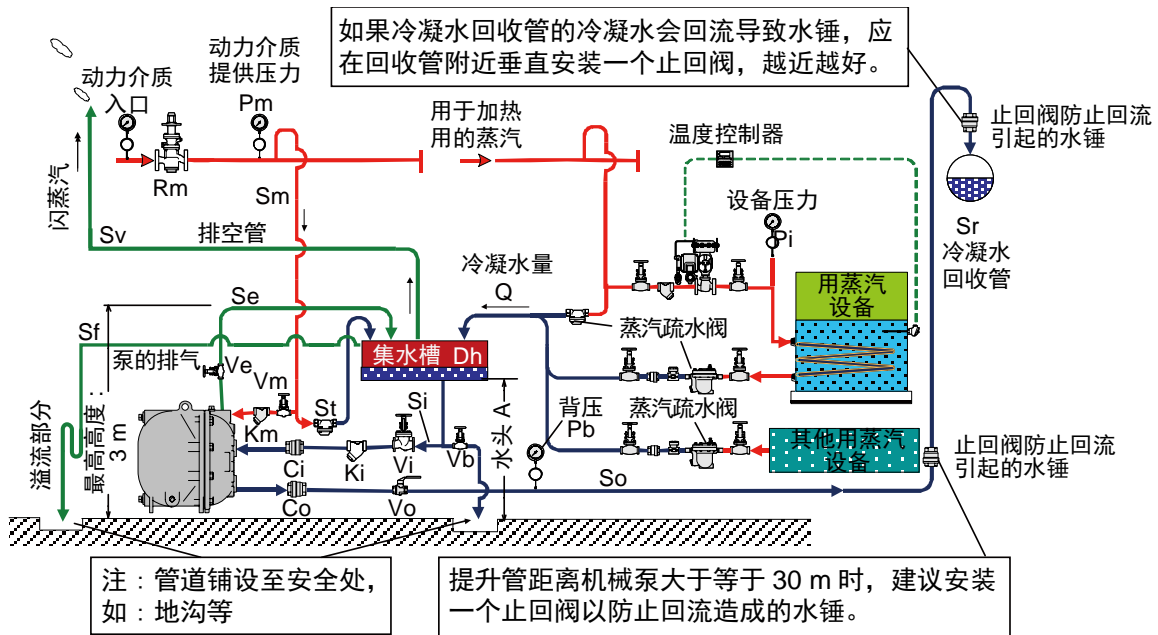 如果冷凝水回收管的冷凝水会回流导致水锤，应
在回收管附近垂直安装一个止回阀，越近越好。
动力介质
入口
动力介质
提供压力
Pm
用于加热
用的蒸汽
温度控制器
止回阀防止回流
引起的水锤
Rm
Sm
闪蒸汽
设备压力
Pi
Sr
冷凝水
回收管
Sv
排空管
冷凝水量
Q
用蒸汽
设备
Se
Sf
蒸汽疏水阀
集水槽 Dh
泵的排气
Ve
Vm
St
Si
水头 A
背压
Pb
蒸汽疏水阀
其他用蒸汽
设备
溢流部分
最高高度：
3 m
Km
Ci
Ki
Vi
Vb
止回阀防止回流
引起的水锤
Co
Vo
So
注：管道铺设至安全处，
如：地沟等
提升管距离机械泵大于等于 30 m 时，建议安装
一个止回阀以防止回流造成的水锤。